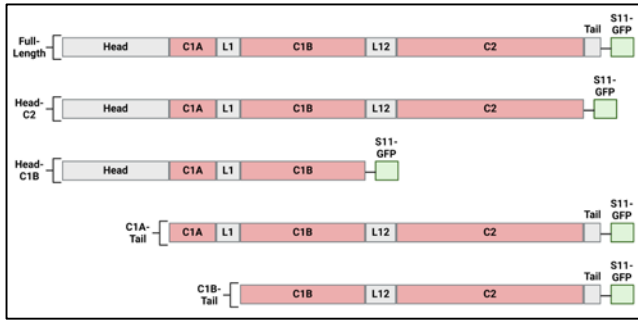 S11-
GFP
Tail
Full-
Length
Head C1A L1 C1B L12 C2
S11-
GFP
Head-
C2
Head C1A L1 C1B L12 C2
S11-
GFP
Head-
C1B
Head C1A L1 C1B
S11-
GFP
Tail
C1A-
Tail
C1A L1 C1B L12 C2
S11-
GFP
Tail
C1B-
Tail
C1B L12 C2